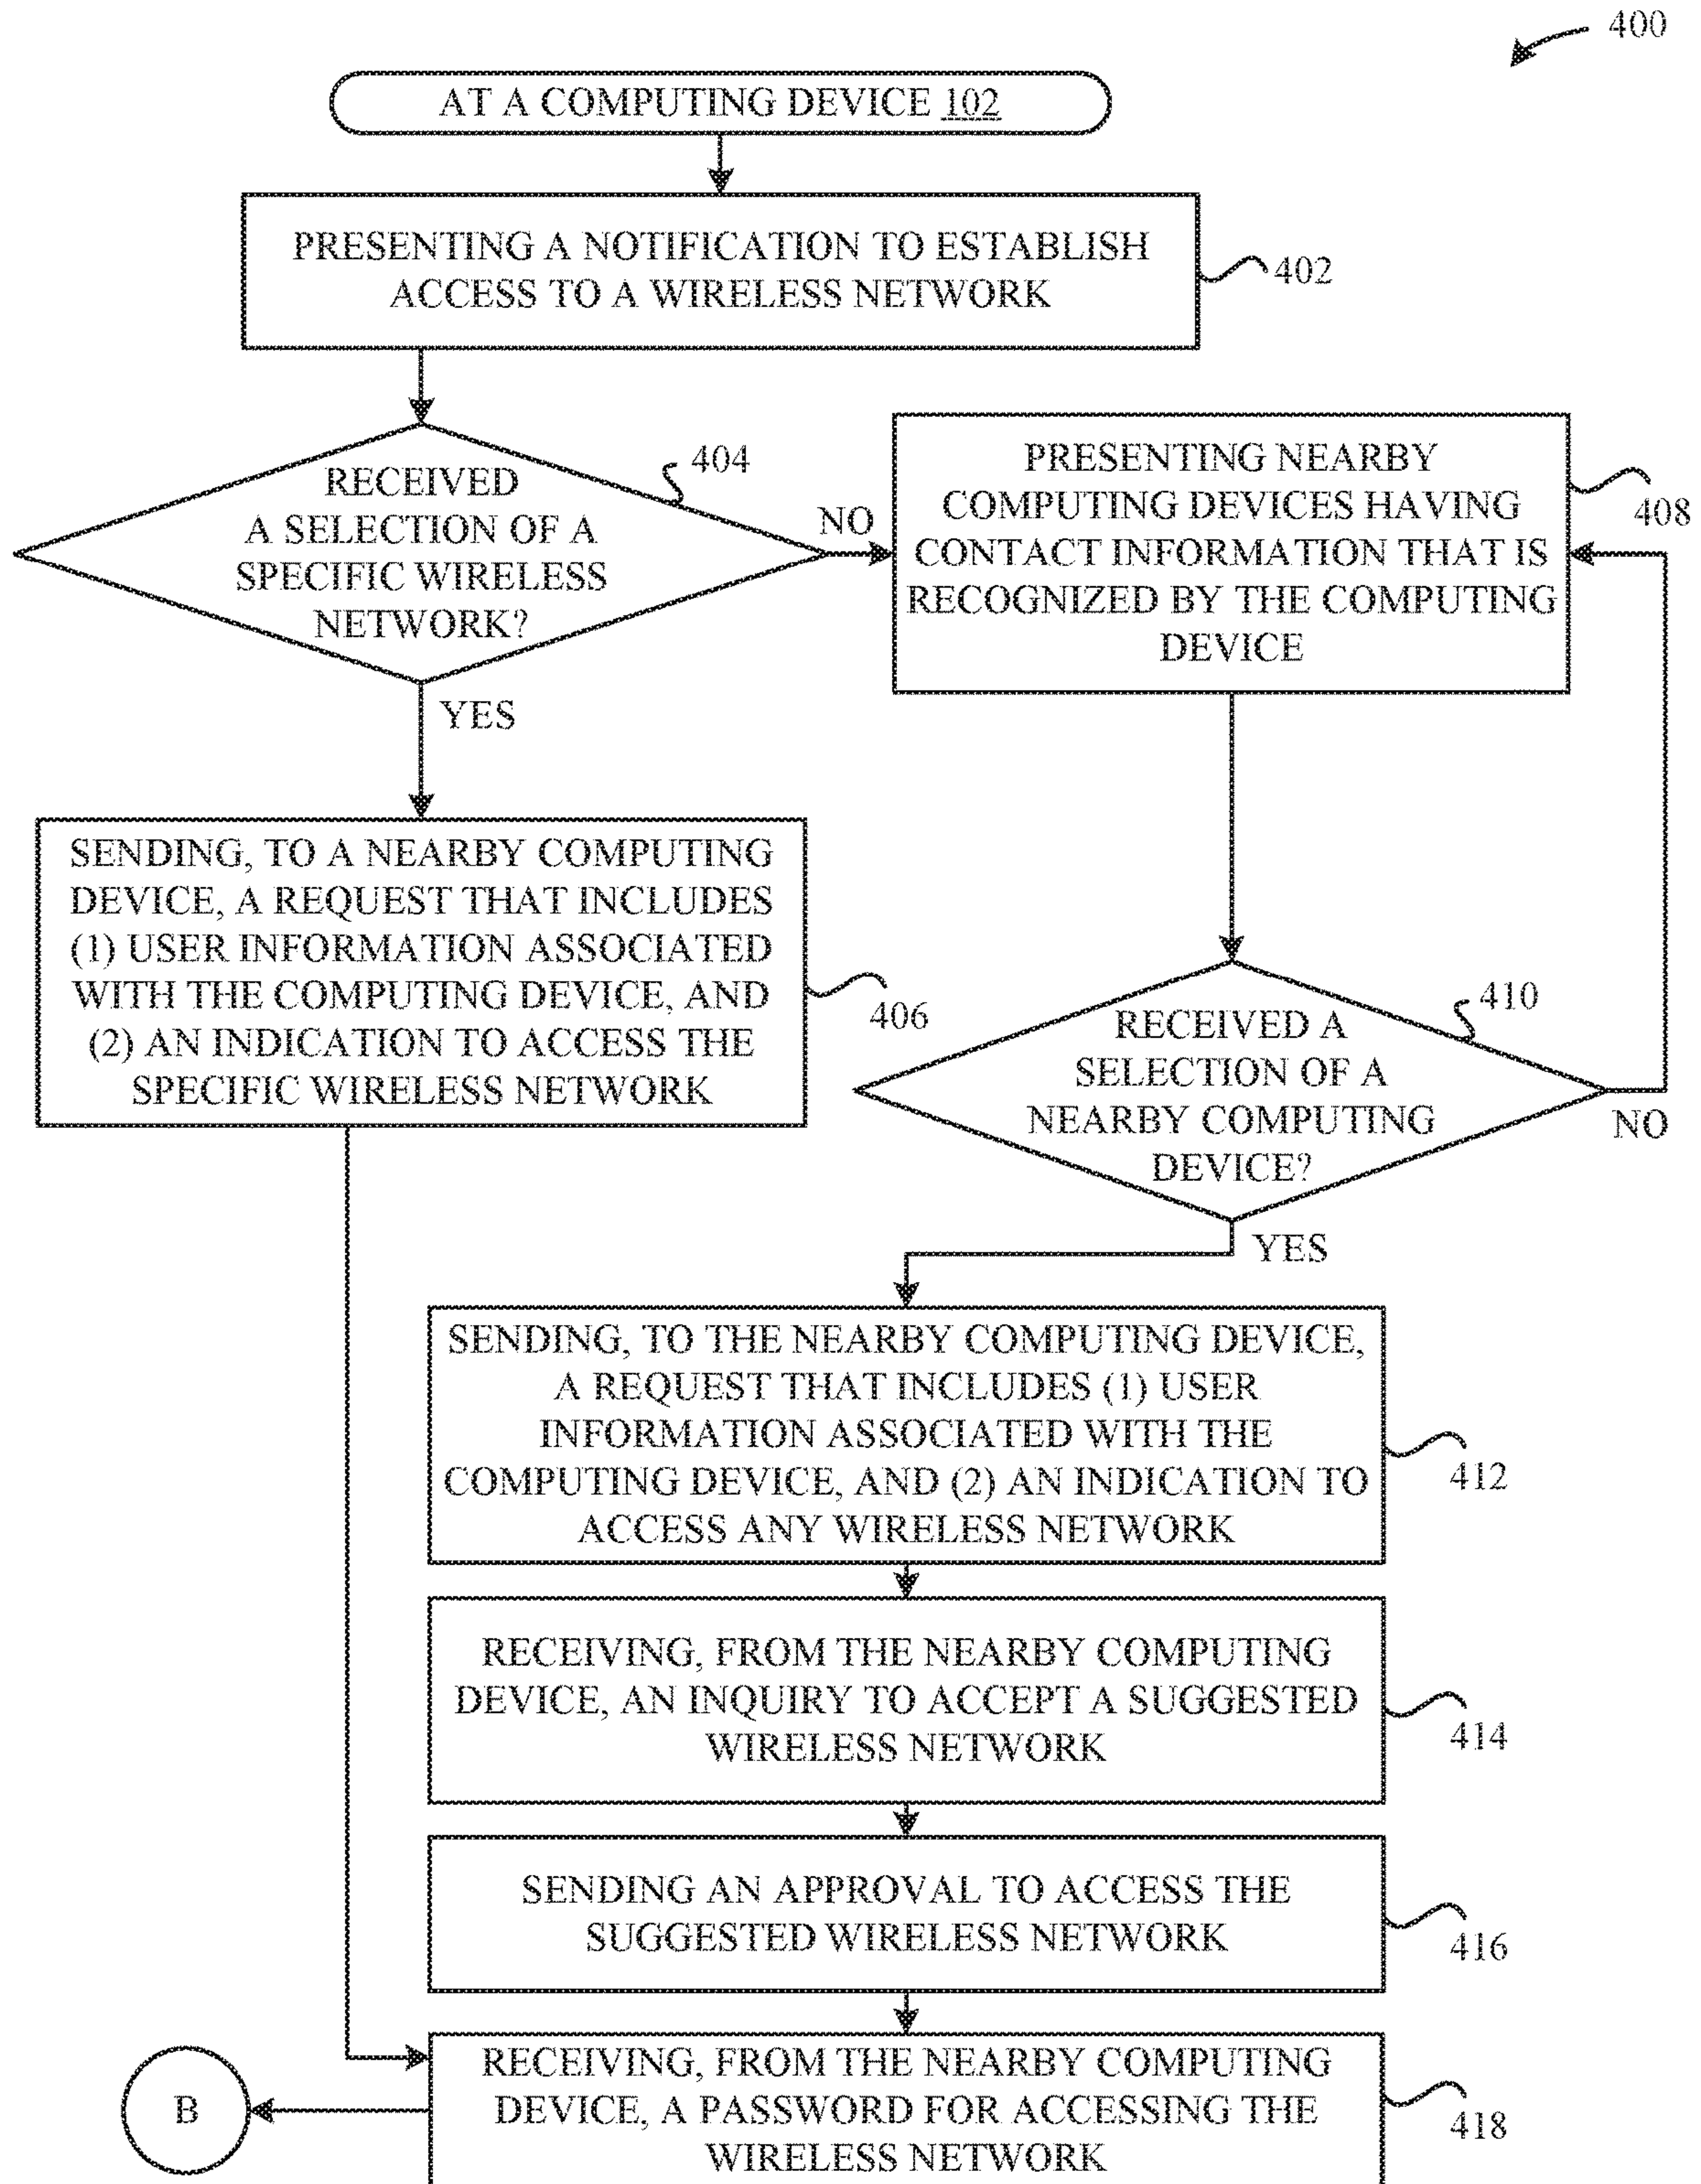 400
AT A COMPUTING DEVICE 102
PRESENTING A NOTIFICATION TO ESTABLISH
ACCESS TO A WIRELESS NETWORK
402
RECEIVED
A SELECTION OF A
SPECIFIC WIRELESS
NETWORK?
404
NO
YES
PRESENTING NEARBY
COMPUTING DEVICES HAVING
CONTACT INFORMATION THAT IS
RECOGNIZED BY THE COMPUTING
DEVICE
408
SENDING, TO A NEARBY COMPUTING
DEVICE, A REQUEST THAT INCLUDES
(1) USER INFORMATION ASSOCIATED
WITH THE COMPUTING DEVICE, AND
(2) AN INDICATION TO ACCESS THE
SPECIFIC WIRELESS NETWORK
406
RECEIVED A
SELECTION OF A
NEARBY COMPUTING
DEVICE?
410
NO
YES
SENDING, TO THE NEARBY COMPUTING DEVICE,
A REQUEST THAT INCLUDES (1) USER
INFORMATION ASSOCIATED WITH THE
COMPUTING DEVICE, AND (2) AN INDICATION TO
ACCESS ANY WIRELESS NETWORK
412
RECEIVING, FROM THE NEARBY COMPUTING
DEVICE, AN INQUIRY TO ACCEPT A SUGGESTED
WIRELESS NETWORK
414
SENDING AN APPROVAL TO ACCESS THE
SUGGESTED WIRELESS NETWORK
416
RECEIVING, FROM THE NEARBY COMPUTING
DEVICE, A PASSWORD FOR ACCESSING THE
WIRELESS NETWORK
418
B